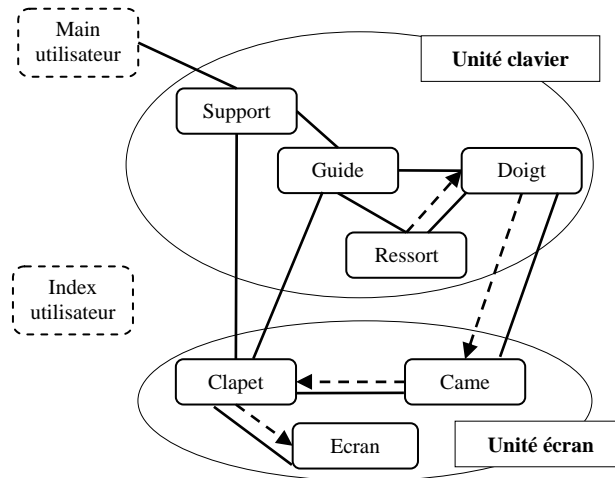 Main
utilisateur
Unité clavier
Support
Guide
Doigt
Ressort
Index
utilisateur
Clapet
Came
Ecran
Unité écran